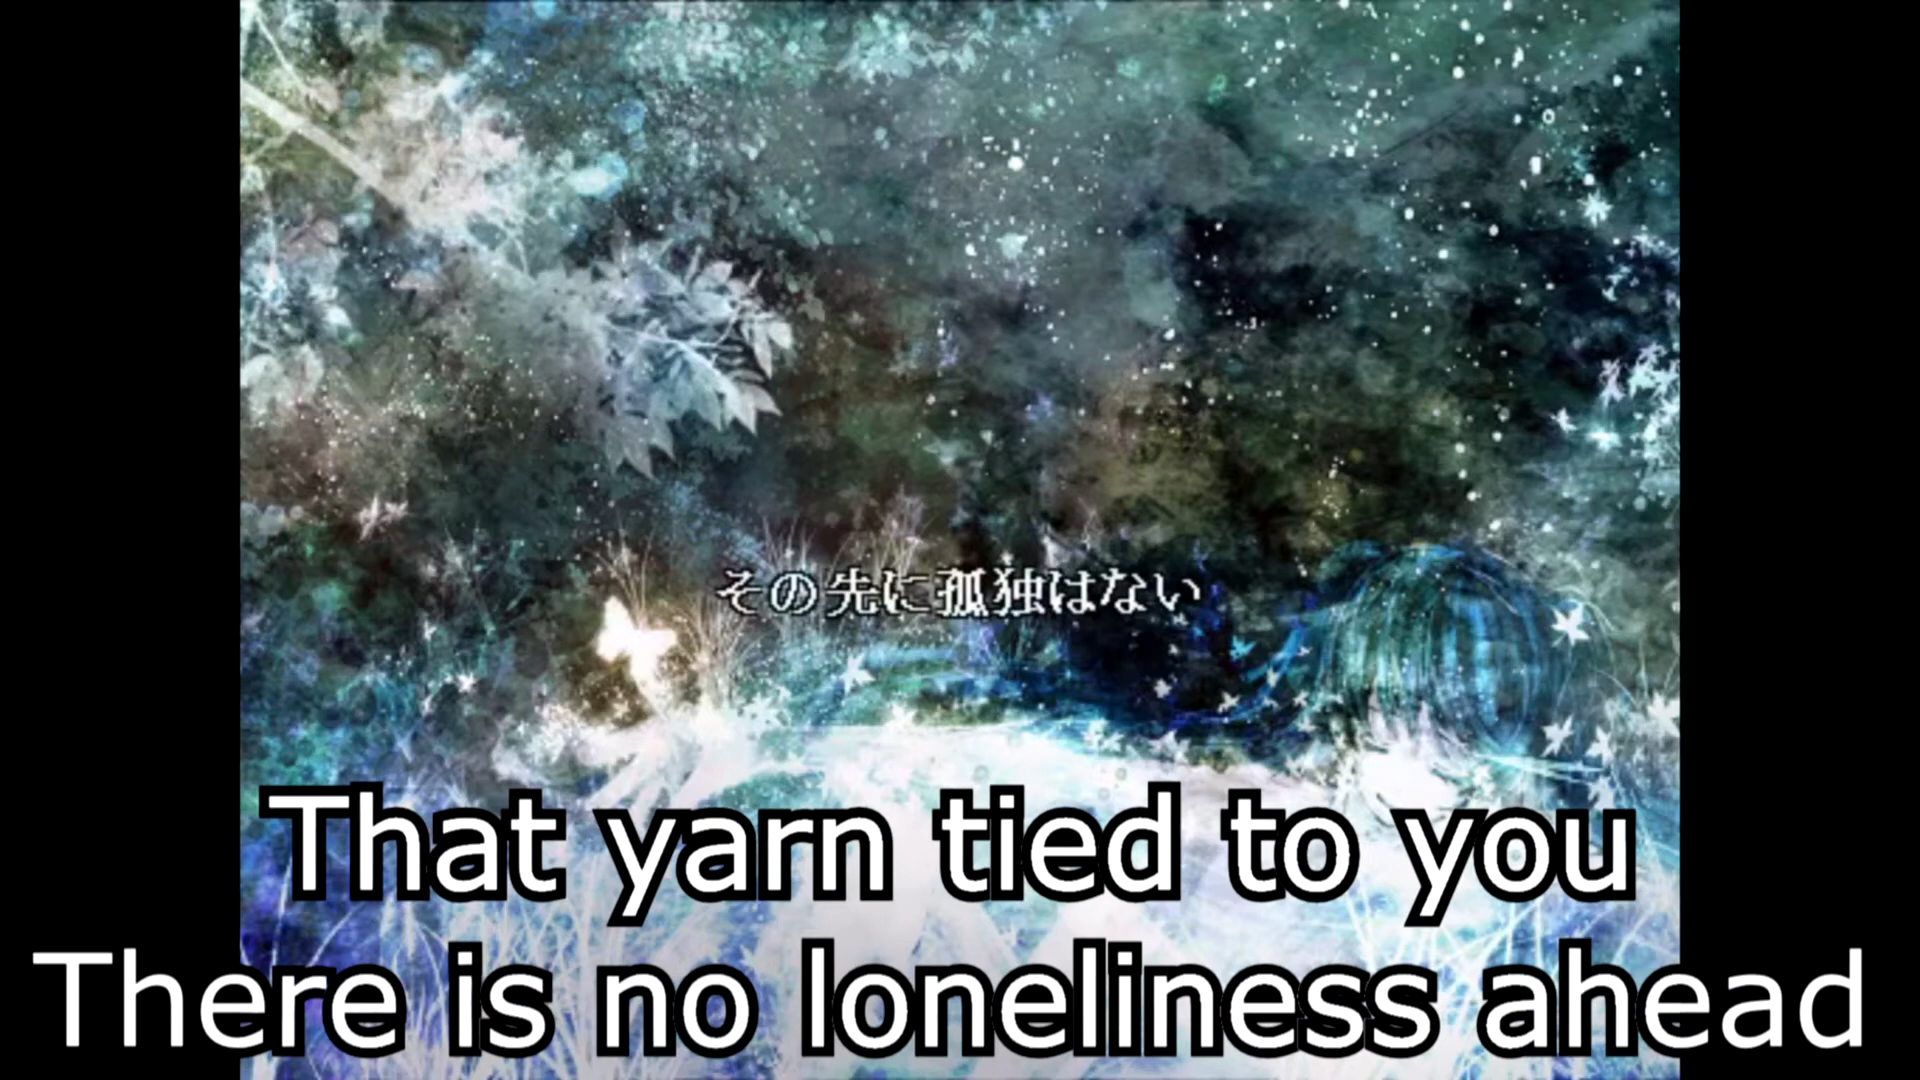 その先に孤独はない
That yarn tied to you
There is no loneliness ahead